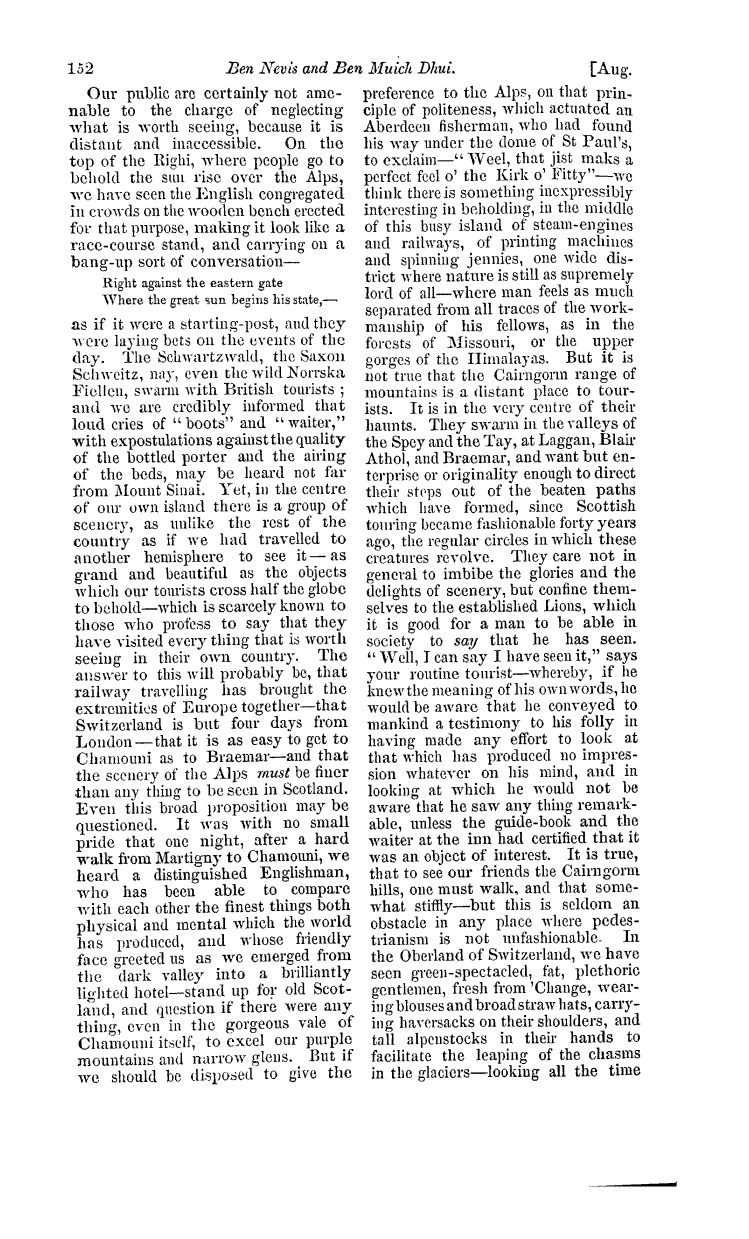 152 Ben Nevis and Ben Muich Dhui. [Aug.
Our public are certainly not ame-
nable to the charge of neglecting
what is worth seeing, because it is
distant and inaccessible. On the
top of the Righi, where people go to
behold the sun rise over the Alps,
we have seen the English congregated
in crowds on the wooden bench erected
for that purpose, making it look like a
race-course stand, and carrying on a
bang-up sort of conversation—
Right against the eastern gate
Where the great sun begins his state,—
as if it were a starting-post, and they
were laying bets on the events of the
day. The Schwartzwald, the Saxon
Schweitz, nay, even the wild Norrska
Fiellen, swarm with British tourists;
and we are credibly informed that
loud cries of "boots" and "waiter,"
with expostulations against the quality
of the bottled porter and the airing
of the beds, may be heard not far
from Mount Sinai. Yet, in the centre
of our own island there is a group of
scenery, as unlike the rest of the
country as if we had travelled to
another hemisphere to see it—as
grand and beautiful as the objects
which our tourists cross half the globe
to behold—which is scarcely known to
those who profess to say that they
have visited every thing that is worth
seeing in their own country. The
answer to this will probably be, that
railway travelling has brought the
extremities of Europe together—that
Switzerland is but four days from
London—that it is as easy to get to
Chamouni as to Braemar—and that
the scenery of the Alps must be finer
than any thing to be seen in Scotland.
Even this broad proposition may be
questioned. It was with no small
pride that one night, after a hard
walk from Martigny to Chamouni, we
heard a distinguished Englishman,
who has been able to compare
with each other the finest things both
physical and mental which the world
has produced, and whose friendly
face greeted us as we emerged from
the dark valley into a brilliantly
lighted hotel—stand up for old Scot-
land, and question if there were any
thing, even in the gorgeous vale of
Chamouni itself, to excel our purple
mountains and narrow glens. But if
we should be disposed to give the
preference to the Alps, on that prin-
ciple of politeness, which actuated an
Aberdeen fisherman, who had found
his way under the dome of St Paul's,
to exclaim—"Weel, that jist maks a
perfect feel o' the Kirk o' Fitty"—we
think there is something inexpressibly
interesting in beholding, in the middle
of this busy island of steam-engines
and railways, of printing machines
and spinning jennies, one wide dis-
trict where nature is still as supremely
lord of all—where man feels as much
separated from all traces of the work-
manship of his fellows, as in the
forests of Missouri, or the upper
gorges of the Himalayas. But it is
not true that the Cairngorm range of
mountains is a distant place to tour-
ists. It is in the very centre of their
haunts. They swarm in the valleys of
the Spey and the Tay, at Laggan, Blair
Athol, and Braemar, and want but en-
terprise or originality enough to direct
their steps out of the beaten paths
which have formed, since Scottish
touring became fashionable forty years
ago, the regular circles in which these
creatures revolve. They care not in
general to imbibe the glories and the
delights of scenery, but confine them-
selves to the established Lions, which
it is good for a man to be able in
society to say that he has seen.
"Well, I can say I have seen it," says
your routine tourist—whereby, if he
knew the meaning of his own words, he
would be aware that he conveyed to
mankind a testimony to his folly in
having made any effort to look at
that which has produced no impres-
sion whatever on his mind, and in
looking at which he would not be
aware that he saw any thing remark-
able, unless the guide-book and the
waiter at the inn had certified that it
was an object of interest. It is true,
that to see our friends the Cairngorm
hills, one must walk, and that some-
what stiffly—but this is seldom an
obstacle in any place where pedes-
trianism is not unfashionable. In
the Oberland of Switzerland, we have
seen green-spectacled, fat, plethoric
gentlemen, fresh from 'Change, wear-
ing blouses and broad straw hats, carry-
ing haversacks on their shoulders, and
tall alpenstocks in their hands to
facilitate the leaping of the chasms
in the glaciers—looking all the time